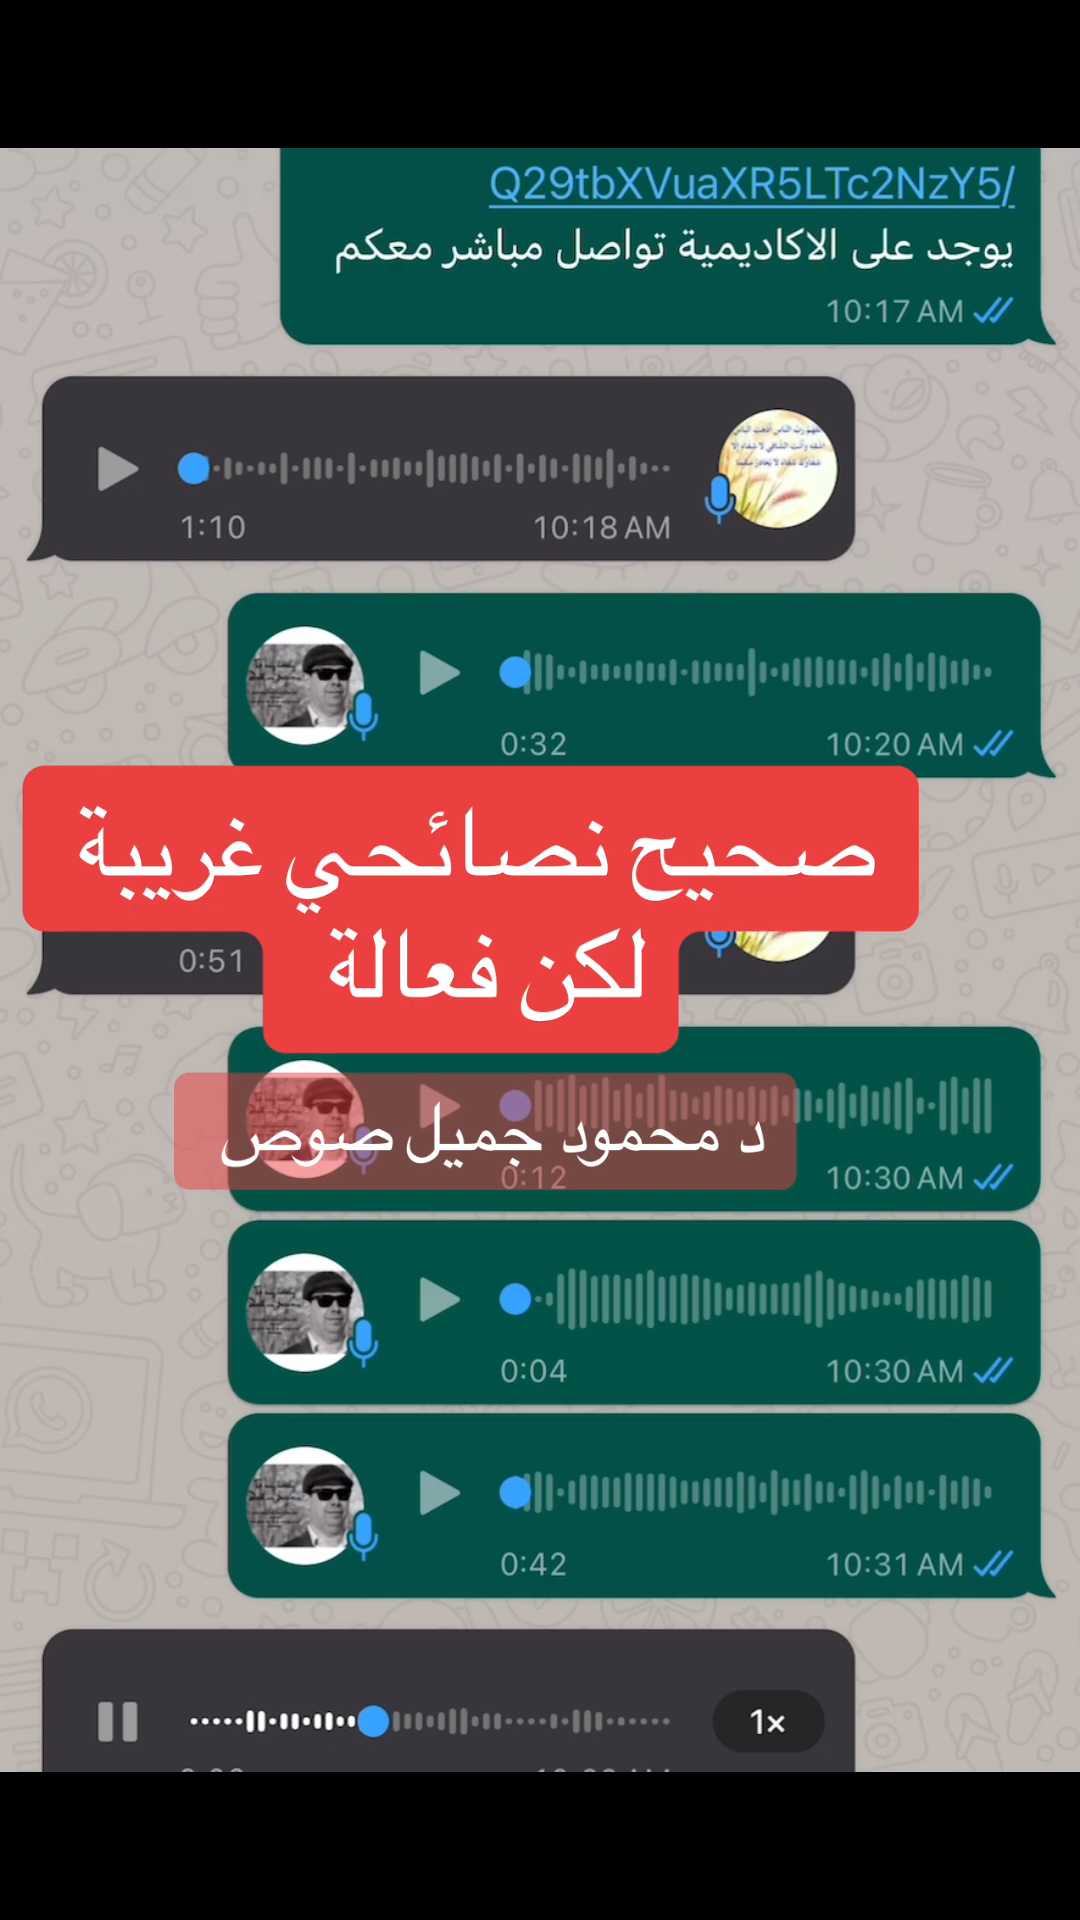 Q29tbXVuaXR5LTc2NzY5/
يوجد على الاكاديمية تواصل مباشر معكم
10:17 AM
1:10
10:18 AM
0:32
10:20 AM
صحيح نصائحي غريبة
لكن فعالة
0:51
د محمود جميل صوص
0:12
10:30 AM
0:04
10:30 AM
0:42
10:31 AM
1×